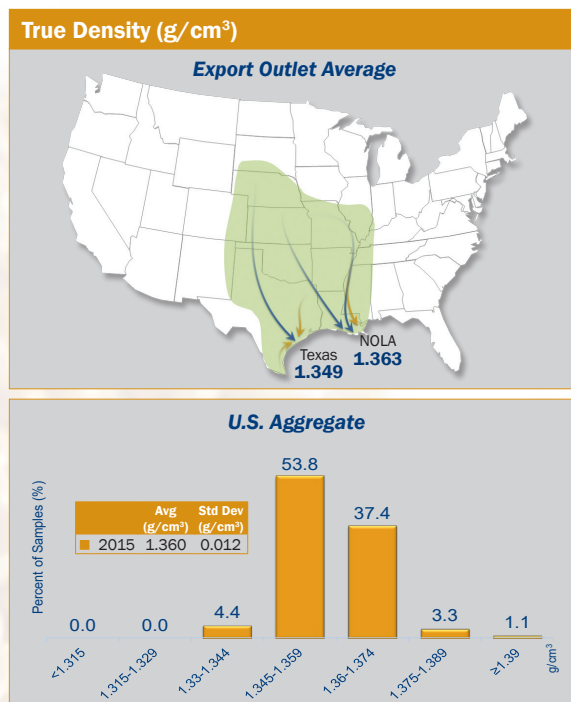 True Density (g/cm³)
Export Outlet Average
Texas
1.349
NOLA
1.363
U.S. Aggregate
Percent of Samples (%)
Avg Std Dev
(g/cm³) (g/cm³)
2015 1.360 0.012
0.0 0.0 4.4 53.8 37.4 3.3 1.1
<1.315 1.315-1.329 1.33-1.344 1.345-1.359 1.36-1.374 1.375-1.389 ≥1.39 g/cm³